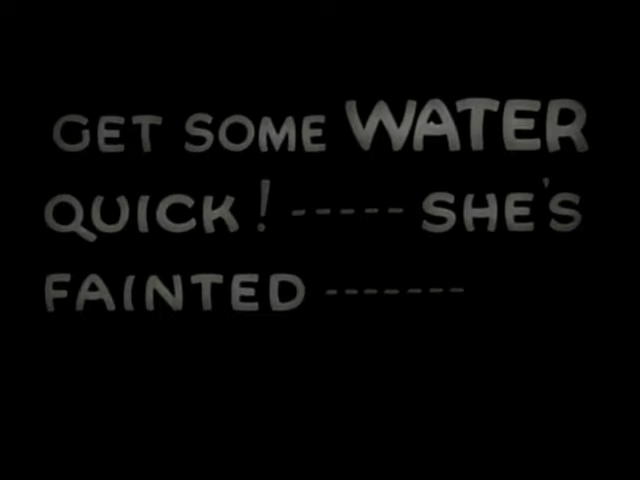 GET SOME WATER
QUICK! ----- SHE'S
FAINTED -------